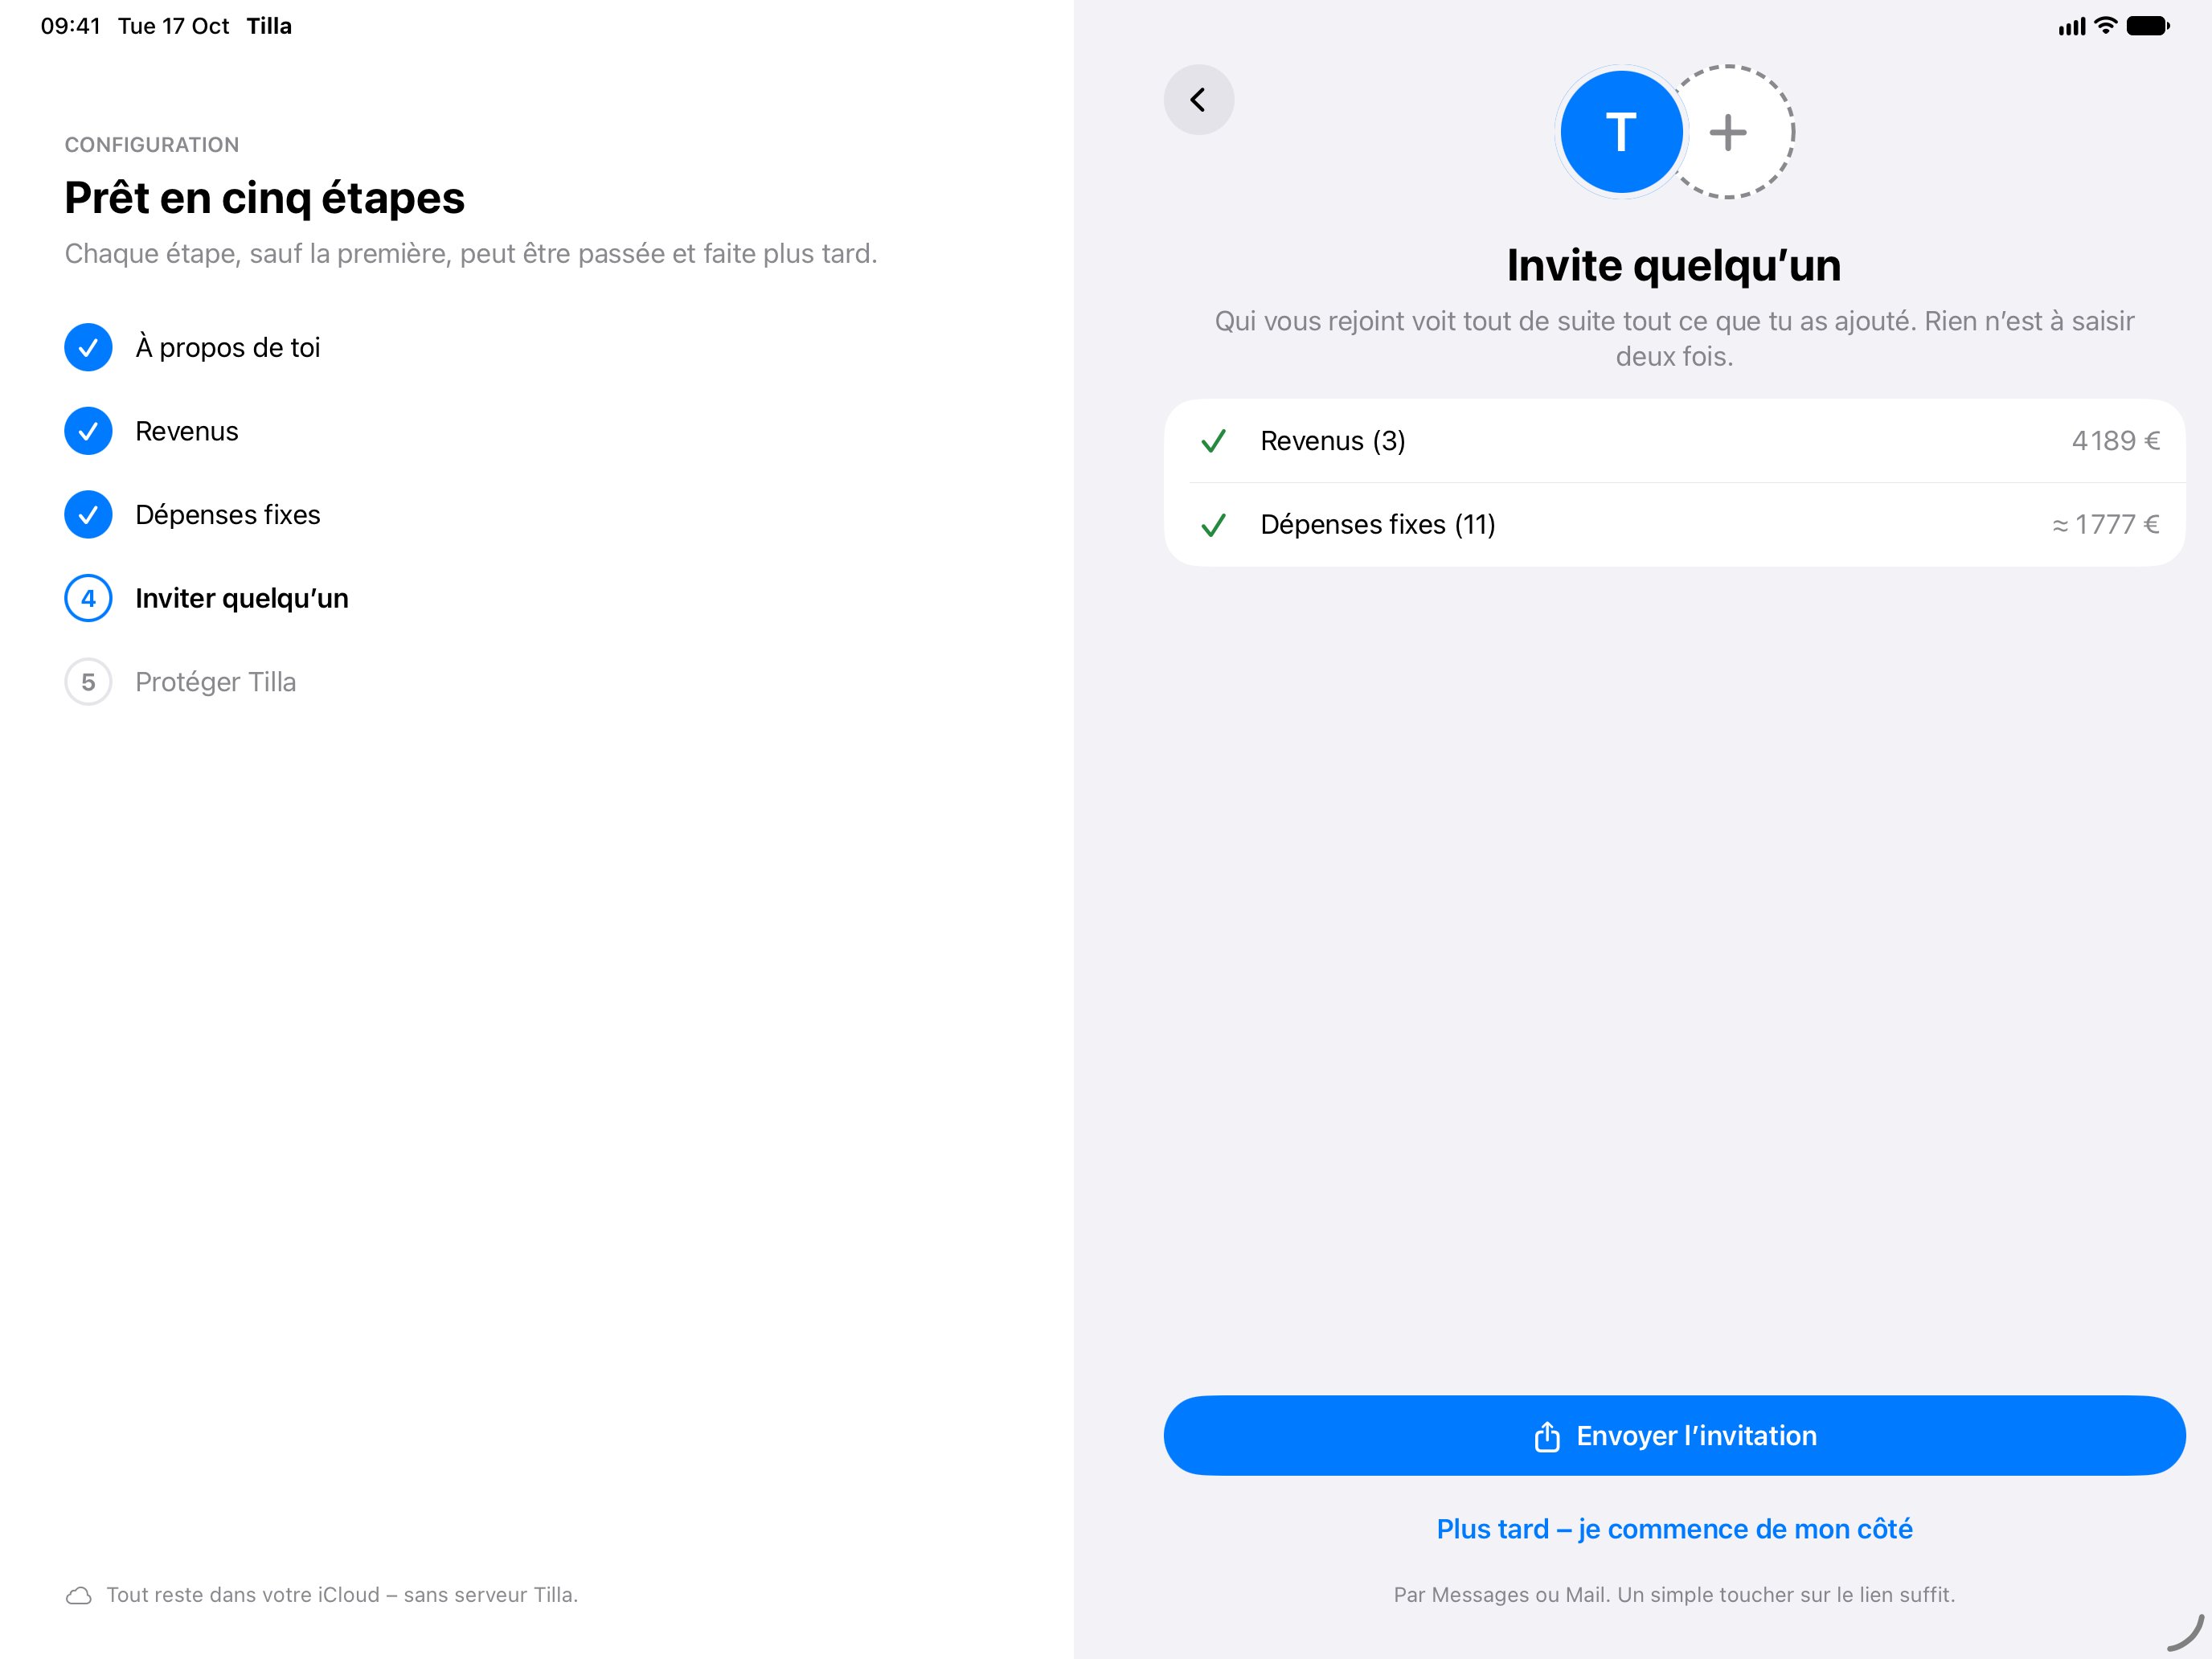 09:41 Tue 17 Oct Tilla
CONFIGURATION
Prêt en cinq étapes
Chaque étape, sauf la première, peut être passée et faite plus tard.
À propos de toi
Revenus
Dépenses fixes
4 Inviter quelqu’un
5 Protéger Tilla
Tout reste dans votre iCloud – sans serveur Tilla.
T
Invite quelqu’un
Qui vous rejoint voit tout de suite tout ce que tu as ajouté. Rien n’est à saisir
deux fois.
Revenus (3) 4 189 €
Dépenses fixes (11) ≈ 1 777 €
Envoyer l’invitation
Plus tard – je commence de mon côté
Par Messages ou Mail. Un simple toucher sur le lien suffit.